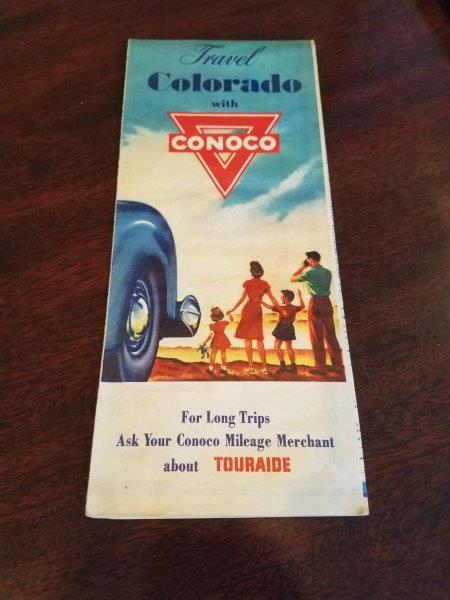 Travel
Colorado
with
CONOCO
For Long Trips
Ask Your Conoco Mileage Merchant
about TOURAIDE